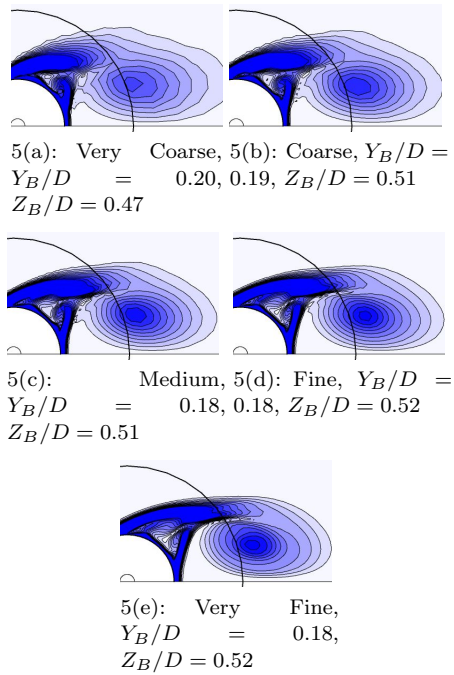 5(a): Very Coarse,
Y_B/D = 0.20,
Z_B/D = 0.47
5(b): Coarse, Y_B/D =
0.19, Z_B/D = 0.51
5(c): Medium,
Y_B/D = 0.18,
Z_B/D = 0.51
5(d): Fine, Y_B/D =
0.18, Z_B/D = 0.52
5(e): Very Fine,
Y_B/D = 0.18,
Z_B/D = 0.52